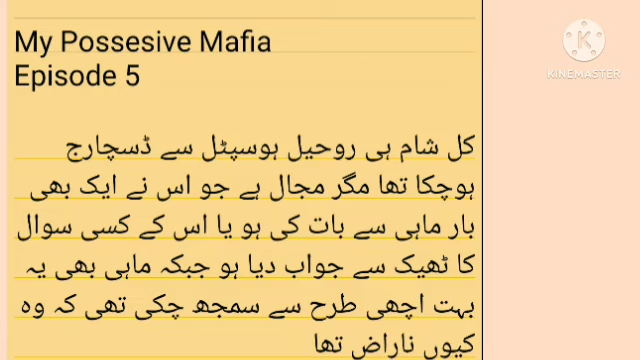 My Possesive Mafia
Episode 5
کل شام ہی روحیل ہوسپٹل سے ڈسچارج
ہوچکا تھا مگر مجال ہے جو اس نے ایک بھی
بار ماہی سے بات کی ہو یا اس کے کسی سوال
کا ٹھیک سے جواب دیا ہو جبکہ ماہی بھی یہ
بہت اچھی طرح سے سمجھ چکی تھی کہ وہ
کیوں ناراض تھا
KINEMASTER